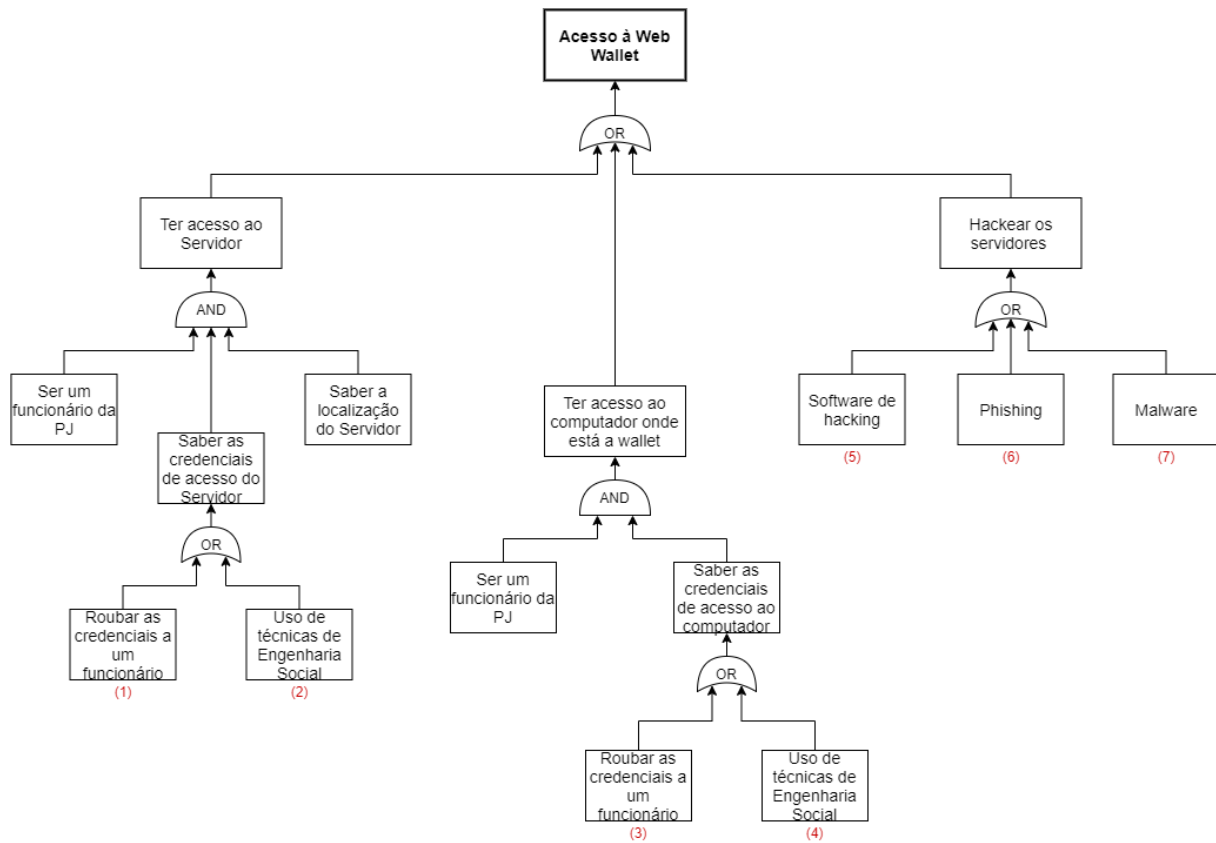 Acesso à Web
Wallet
OR
Ter acesso ao
Servidor
Hackear os
servidores
AND
OR
Ser um
funcionário da
PJ
Saber a
localização
do Servidor
Software de
hacking
Phishing
Malware
(5)
(6)
(7)
Ter acesso ao
computador onde
está a wallet
Saber as
credenciais
de acesso do
Servidor
AND
OR
Ser um
funcionário da
PJ
Saber as
credenciais
de acesso ao
computador
Roubar as
credenciais a
um
funcionário
(1)
Uso de
técnicas de
Engenharia
Social
(2)
OR
Roubar as
credenciais a
um
funcionário
(3)
Uso de
técnicas de
Engenharia
Social
(4)